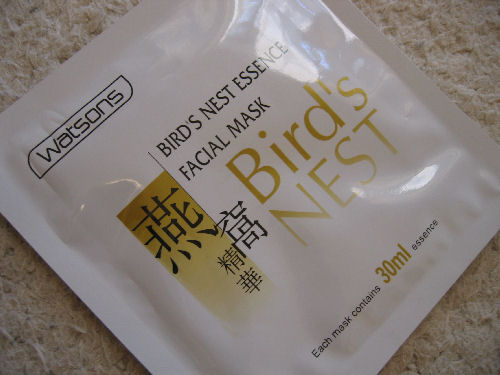 watsons
BIRD'S NEST ESSENCE
FACIAL MASK
Bird's
NEST
燕窩
精華
Each mask contains 30ml essence